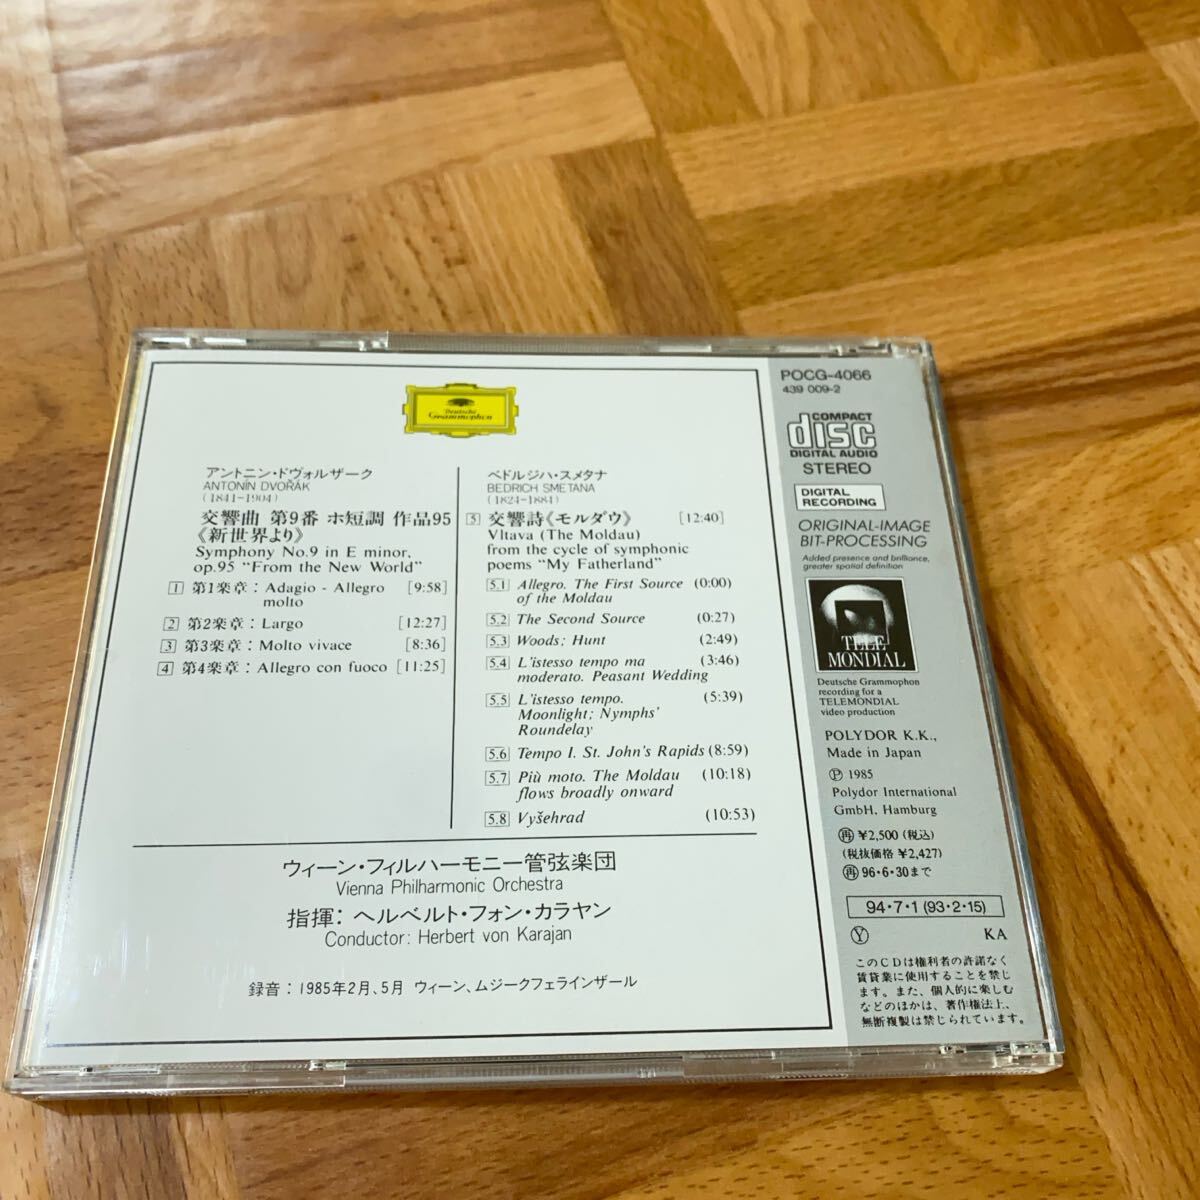 Deutsche
Grammophon
アントニン・ドヴォルザーク
ANTONÍN DVOŘÁK
(1841-1904)
交響曲 第9番 ホ短調 作品95
《新世界より》
Symphony No.9 in E minor,
op.95 “From the New World”
1 第1楽章: Adagio - Allegro molto [9:58]
2 第2楽章: Largo [12:27]
3 第3楽章: Molto vivace [8:36]
4 第4楽章: Allegro con fuoco [11:25]
ベドルジハ・スメタナ
BEDRICH SMETANA
(1824-1884)
5 交響詩《モルダウ》 [12:40]
Vltava (The Moldau)
from the cycle of symphonic
poems “My Fatherland”
5.1 Allegro. The First Source (0:00)
of the Moldau
5.2 The Second Source (0:27)
5.3 Woods; Hunt (2:49)
5.4 L'istesso tempo ma (3:46)
moderato. Peasant Wedding
5.5 L'istesso tempo. (5:39)
Moonlight; Nymphs'
Roundelay
5.6 Tempo I. St. John's Rapids (8:59)
5.7 Più moto. The Moldau (10:18)
flows broadly onward
5.8 Vyšehrad (10:53)
ウィーン・フィルハーモニー管弦楽団
Vienna Philharmonic Orchestra
指揮: ヘルベルト・フォン・カラヤン
Conductor: Herbert von Karajan
録音:1985年2月、5月 ウィーン、ムジークフェラインザール
POCG-4066
439 009-2
COMPACT
disc
DIGITAL AUDIO
STEREO
DIGITAL
RECORDING
ORIGINAL-IMAGE
BIT-PROCESSING
Added presence and brilliance,
greater spatial definition
TELE
MONDIAL
Deutsche Grammophon
recording for a
TELEMONDIAL
video production
POLYDOR K.K.,
Made in Japan
Ⓟ 1985
Polydor International
GmbH, Hamburg
㋐再 ¥2,500 (税込)
(税抜価格 ¥2,427)
再 96・6・30まで
94・7・1 (93・2・15)
Ⓨ KA
このCDは権利者の許諾なく
賃貸業に使用することを禁じ
ます。また、個人的に楽しむ
などのほかは、著作権法上、
無断複製は禁じられています。